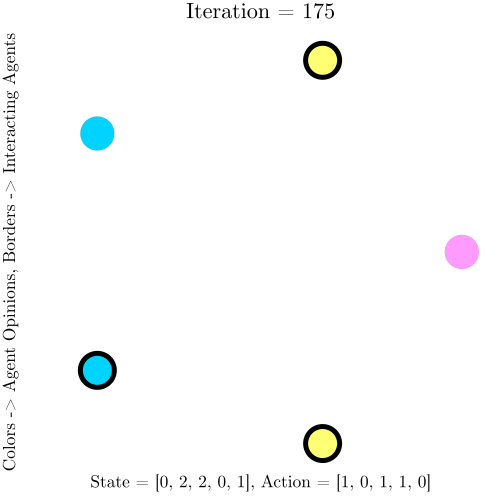 Iteration = 175
Colors -> Agent Opinions, Borders -> Interacting Agents
State = [0, 2, 2, 0, 1], Action = [1, 0, 1, 1, 0]